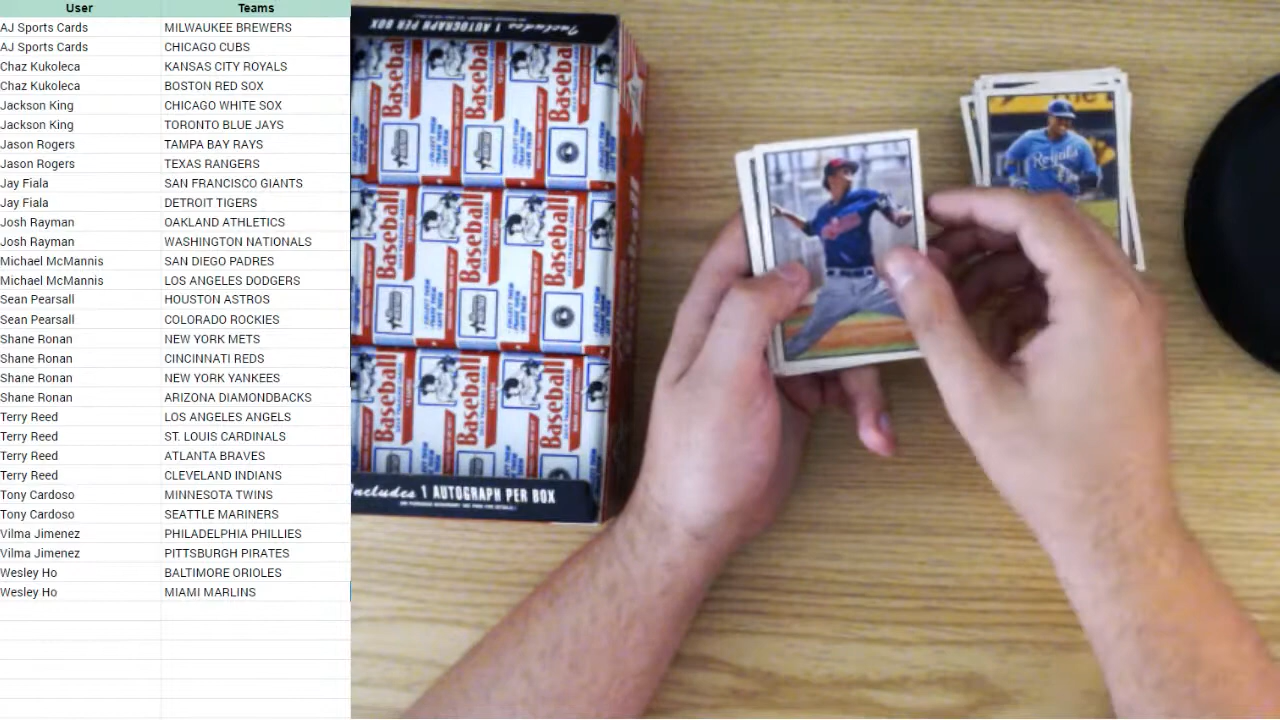 User Teams
AJ Sports Cards MILWAUKEE BREWERS
AJ Sports Cards CHICAGO CUBS
Chaz Kukoleca KANSAS CITY ROYALS
Chaz Kukoleca BOSTON RED SOX
Jackson King CHICAGO WHITE SOX
Jackson King TORONTO BLUE JAYS
Jason Rogers TAMPA BAY RAYS
Jason Rogers TEXAS RANGERS
Jay Fiala SAN FRANCISCO GIANTS
Jay Fiala DETROIT TIGERS
Josh Rayman OAKLAND ATHLETICS
Josh Rayman WASHINGTON NATIONALS
Michael McMannis SAN DIEGO PADRES
Michael McMannis LOS ANGELES DODGERS
Sean Pearsall HOUSTON ASTROS
Sean Pearsall COLORADO ROCKIES
Shane Ronan NEW YORK METS
Shane Ronan CINCINNATI REDS
Shane Ronan NEW YORK YANKEES
Shane Ronan ARIZONA DIAMONDBACKS
Terry Reed LOS ANGELES ANGELS
Terry Reed ST. LOUIS CARDINALS
Terry Reed ATLANTA BRAVES
Terry Reed CLEVELAND INDIANS
Tony Cardoso MINNESOTA TWINS
Tony Cardoso SEATTLE MARINERS
Vilma Jimenez PHILADELPHIA PHILLIES
Vilma Jimenez PITTSBURGH PIRATES
Wesley Ho BALTIMORE ORIOLES
Wesley Ho MIAMI MARLINS
Includes 1 AUTOGRAPH PER BOX
Baseball Baseball Baseball
Baseball Baseball Baseball
Baseball Baseball Baseball
Includes 1 AUTOGRAPH PER BOX
Royals